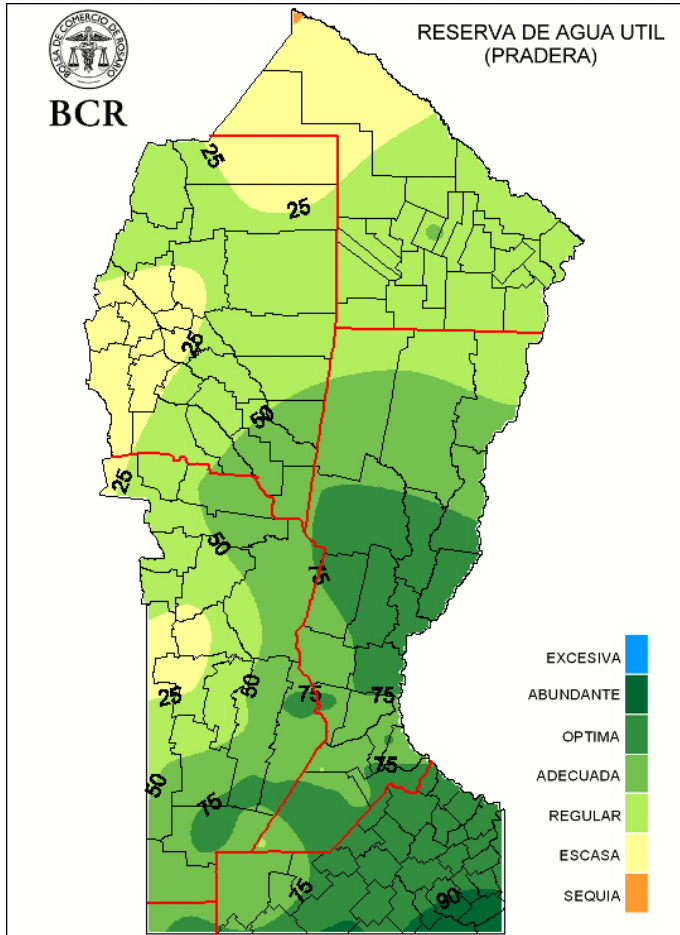 RESERVA DE AGUA UTIL
(PRADERA)
BOLSA DE COMERCIO DE ROSARIO
BCR
25
25
25
50
25
50
75
50
25
75
75
50
75
75
75
90
EXCESIVA
ABUNDANTE
OPTIMA
ADECUADA
REGULAR
ESCASA
SEQUIA